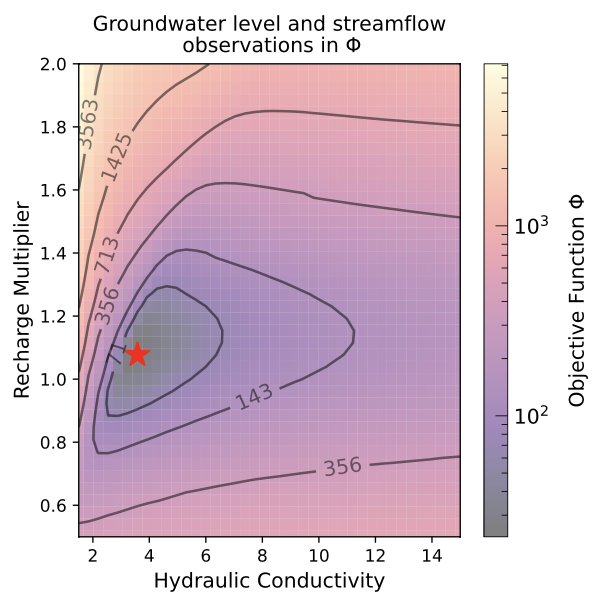 Groundwater level and streamflow
observations in Φ
2.0
1.8
1.6
1.4
1.2
1.0
0.8
0.6
Recharge Multiplier
3563
1425
713
356
71
143
356
2 4 6 8 10 12 14
Hydraulic Conductivity
10³
10²
Objective Function Φ